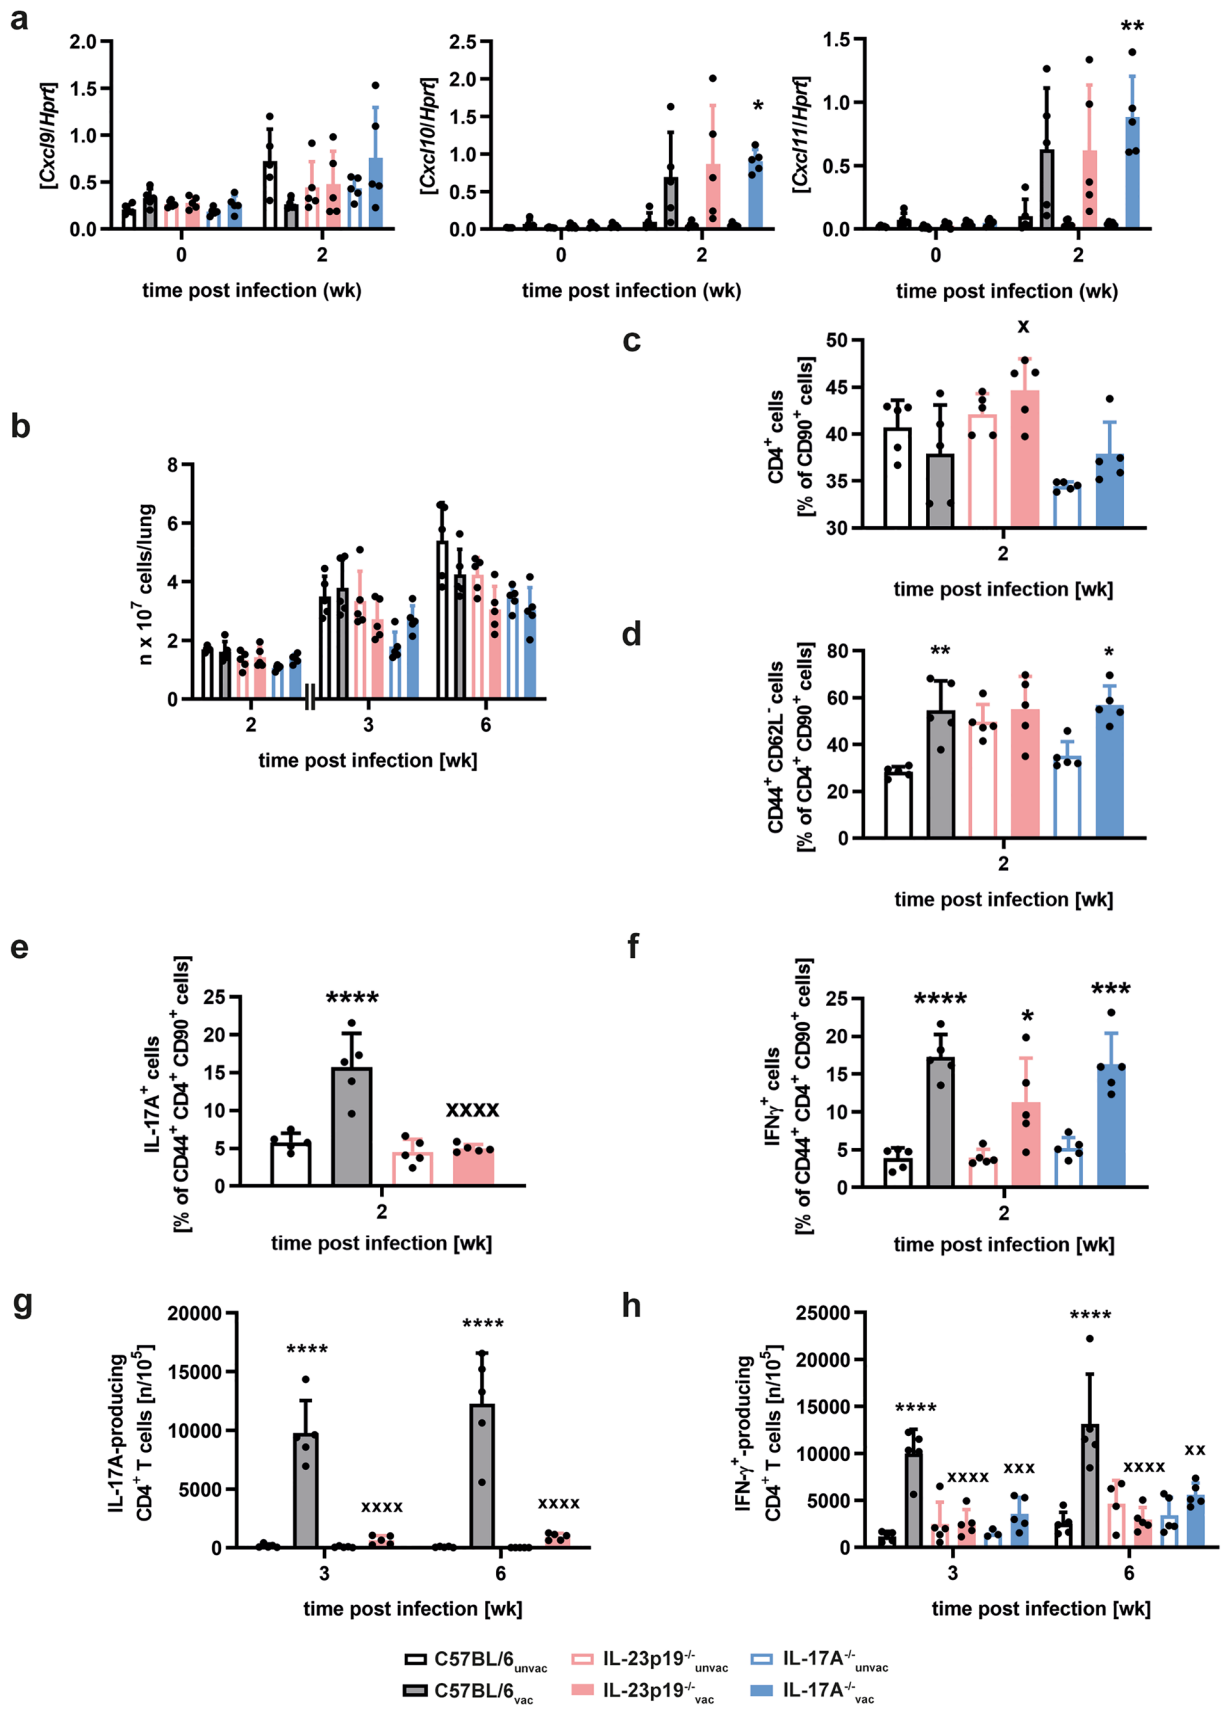 a
[Cxcl9/Hprt]
2.0
1.5
1.0
0.5
0.0
0 2
time post infection (wk)
[Cxcl10/Hprt]
2.5
2.0
1.5
1.0
0.5
0.0
*
0 2
time post infection (wk)
[Cxcl11/Hprt]
1.5
1.0
0.5
0.0
**
0 2
time post infection (wk)
b
n x 10⁷ cells/lung
8
6
4
2
0
2 3 6
time post infection [wk]
c
CD4⁺ cells
[% of CD90⁺ cells]
50
45
40
35
30
x
2
time post infection [wk]
d
CD44⁺ CD62L⁻ cells
[% of CD4⁺ CD90⁺ cells]
80
60
40
20
0
** *
2
time post infection [wk]
e
IL-17A⁺ cells
[% of CD44⁺ CD4⁺ CD90⁺ cells]
25
20
15
10
5
0
**** xxxx
2
time post infection [wk]
f
IFNγ⁺ cells
[% of CD44⁺ CD4⁺ CD90⁺ cells]
25
20
15
10
5
0
**** * ***
2
time post infection [wk]
g
IL-17A-producing
CD4⁺ T cells [n/10⁵]
20000
15000
10000
5000
0
**** xxxx **** xxxx
3 6
time post infection [wk]
h
IFN-γ⁺-producing
CD4⁺ T cells [n/10⁵]
25000
20000
15000
10000
5000
0
**** xxxx xxx **** xxxx xx
3 6
time post infection [wk]
C57BL/6unvac IL-23p19-/-unvac IL-17A-/-unvac
C57BL/6vac IL-23p19-/-vac IL-17A-/-vac